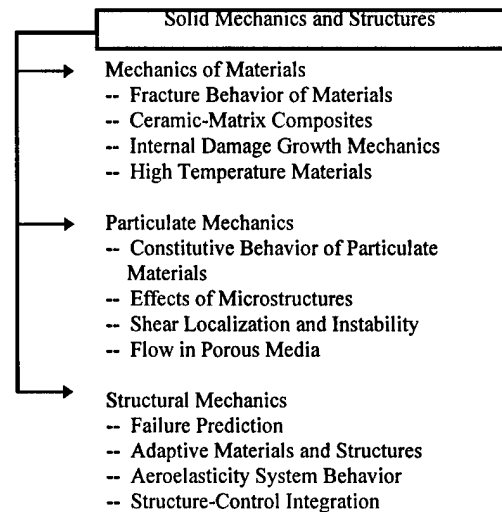 Solid Mechanics and Structures
Mechanics of Materials
-- Fracture Behavior of Materials
-- Ceramic-Matrix Composites
-- Internal Damage Growth Mechanics
-- High Temperature Materials
Particulate Mechanics
-- Constitutive Behavior of Particulate
Materials
-- Effects of Microstructures
-- Shear Localization and Instability
-- Flow in Porous Media
Structural Mechanics
-- Failure Prediction
-- Adaptive Materials and Structures
-- Aeroelasticity System Behavior
-- Structure-Control Integration